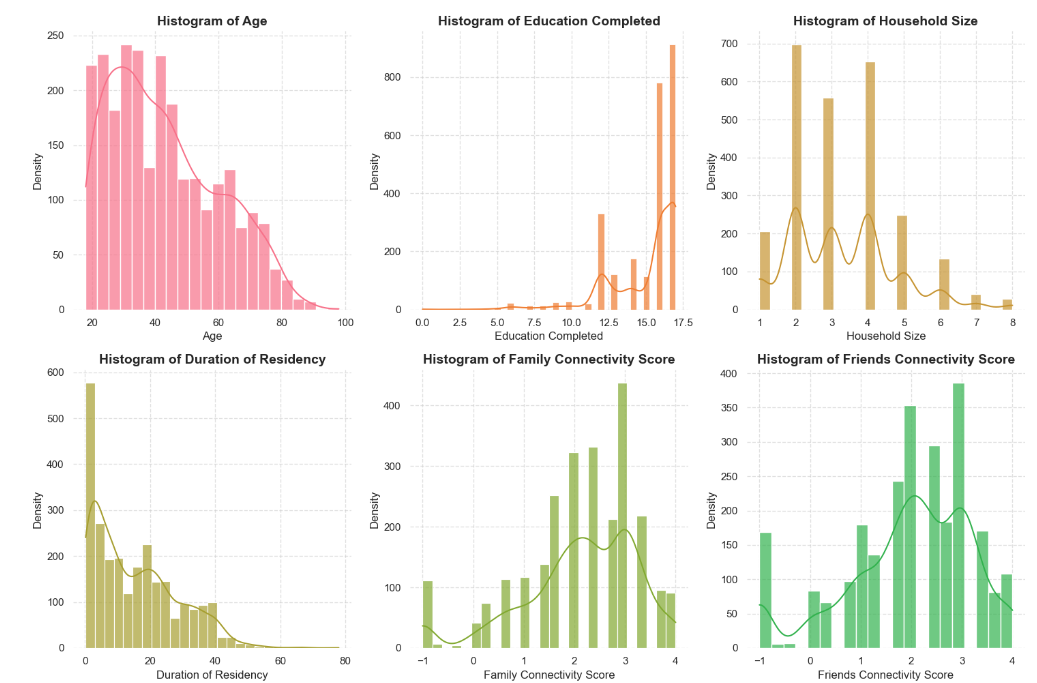 Histogram of Age
250
200
150
100
50
0
Density
20 40 60 80 100
Age
Histogram of Education Completed
800
600
400
200
0
Density
0.0 2.5 5.0 7.5 10.0 12.5 15.0 17.5
Education Completed
Histogram of Household Size
700
600
500
400
300
200
100
0
Density
1 2 3 4 5 6 7 8
Household Size
Histogram of Duration of Residency
600
500
400
300
200
100
0
Density
0 20 40 60 80
Duration of Residency
Histogram of Family Connectivity Score
400
300
200
100
0
Density
−1 0 1 2 3 4
Family Connectivity Score
Histogram of Friends Connectivity Score
400
350
300
250
200
150
100
50
0
Density
−1 0 1 2 3 4
Friends Connectivity Score